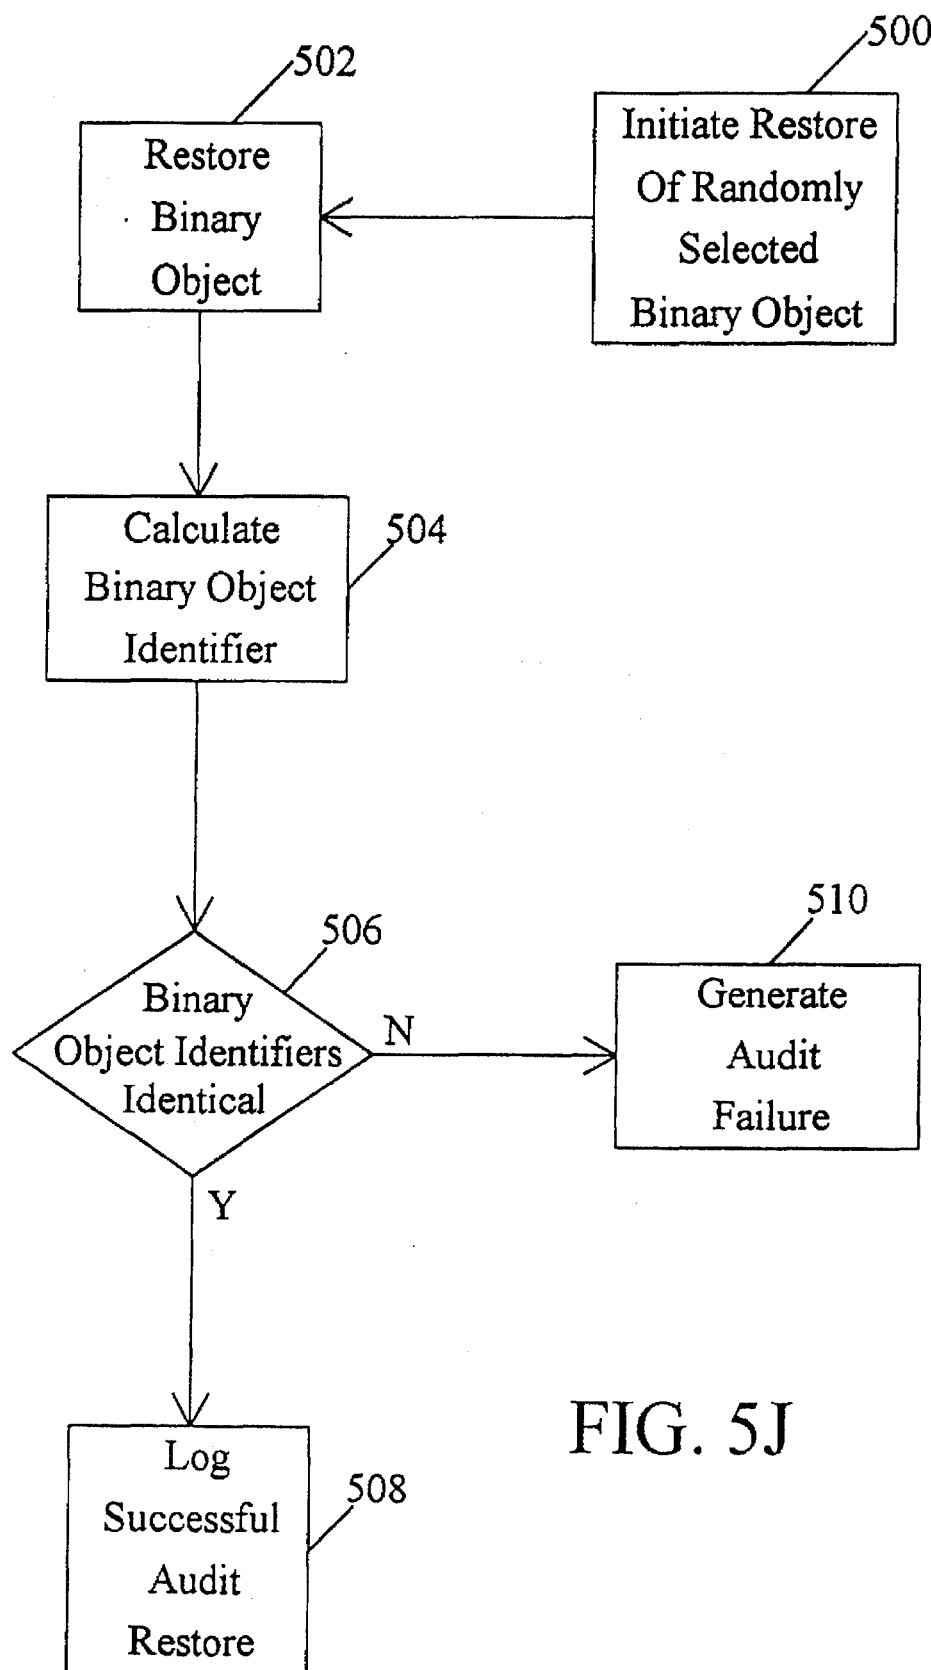 500
Initiate Restore
Of Randomly
Selected
Binary Object
502
Restore
Binary
Object
504
Calculate
Binary Object
Identifier
506
Binary
Object Identifiers
Identical
N
510
Generate
Audit
Failure
Y
508
Log
Successful
Audit
Restore
FIG. 5J